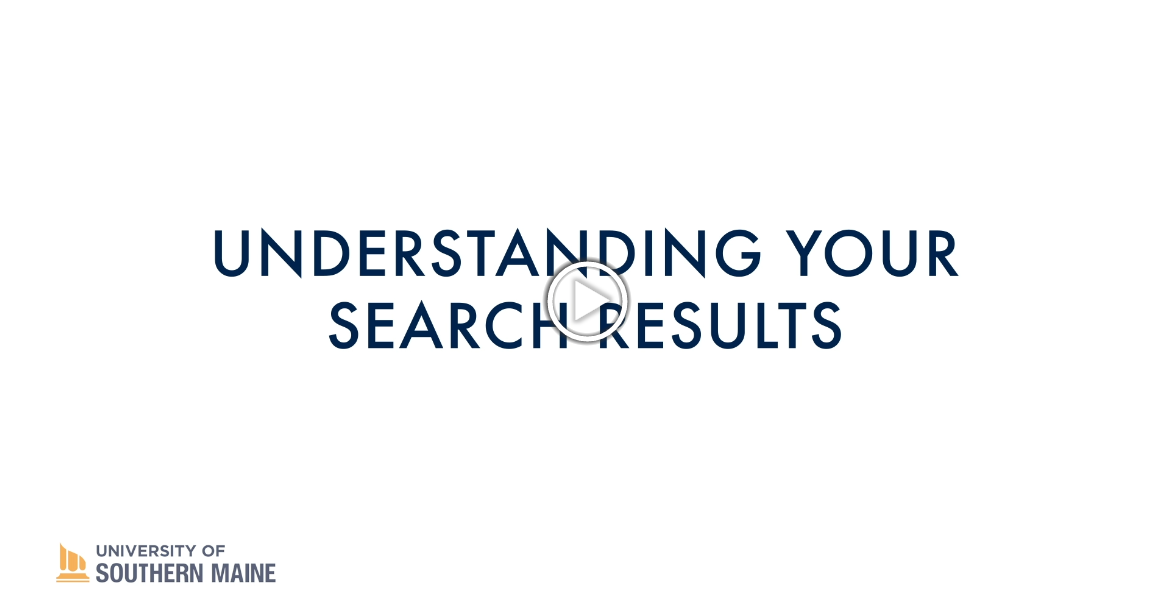 UNDERSTANDING YOUR
SEARCH RESULTS
UNIVERSITY OF
SOUTHERN MAINE